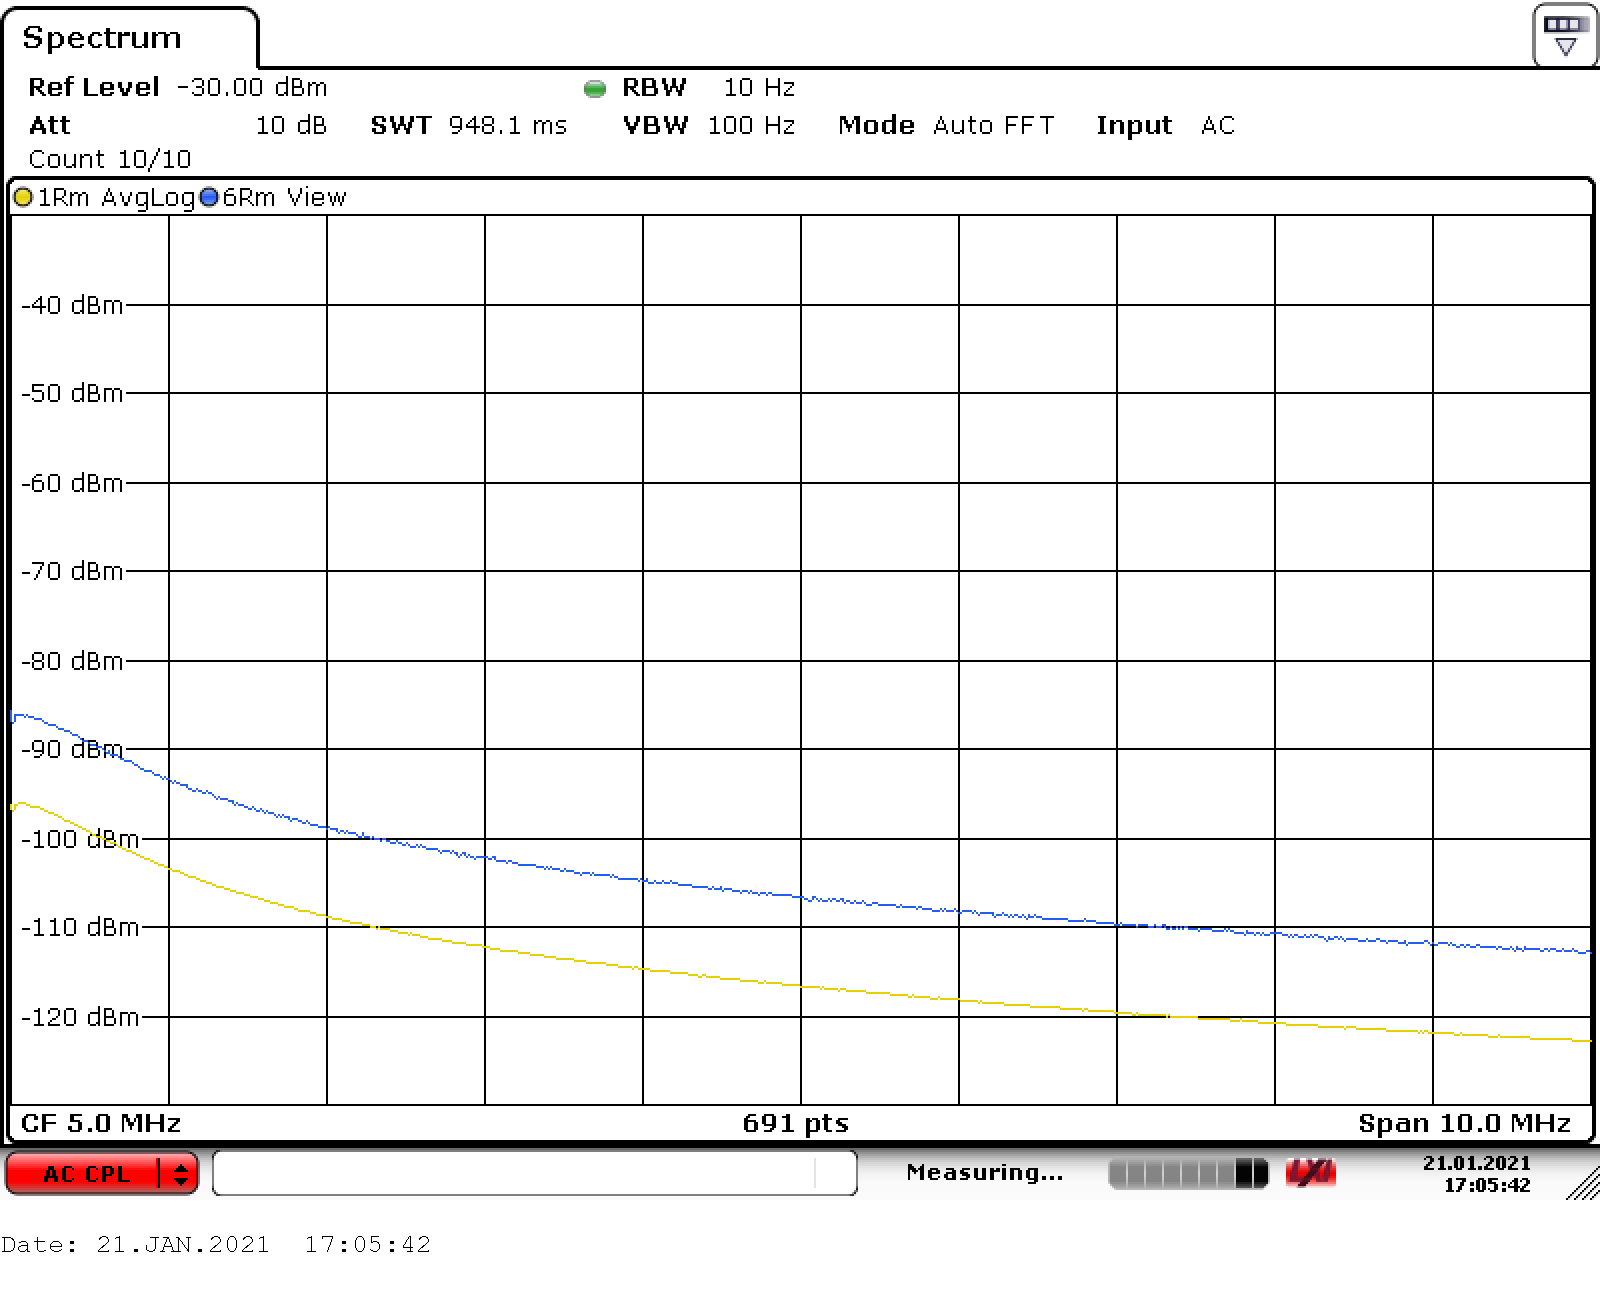 Spectrum
Ref Level -30.00 dBm RBW 10 Hz
Att 10 dB SWT 948.1 ms VBW 100 Hz Mode Auto FFT Input AC
Count 10/10
1Rm AvgLog 6Rm View
-40 dBm
-50 dBm
-60 dBm
-70 dBm
-80 dBm
-90 dBm
-100 dBm
-110 dBm
-120 dBm
CF 5.0 MHz 691 pts Span 10.0 MHz
AC CPL Measuring... LXI 21.01.2021
17:05:42
Date: 21.JAN.2021 17:05:42